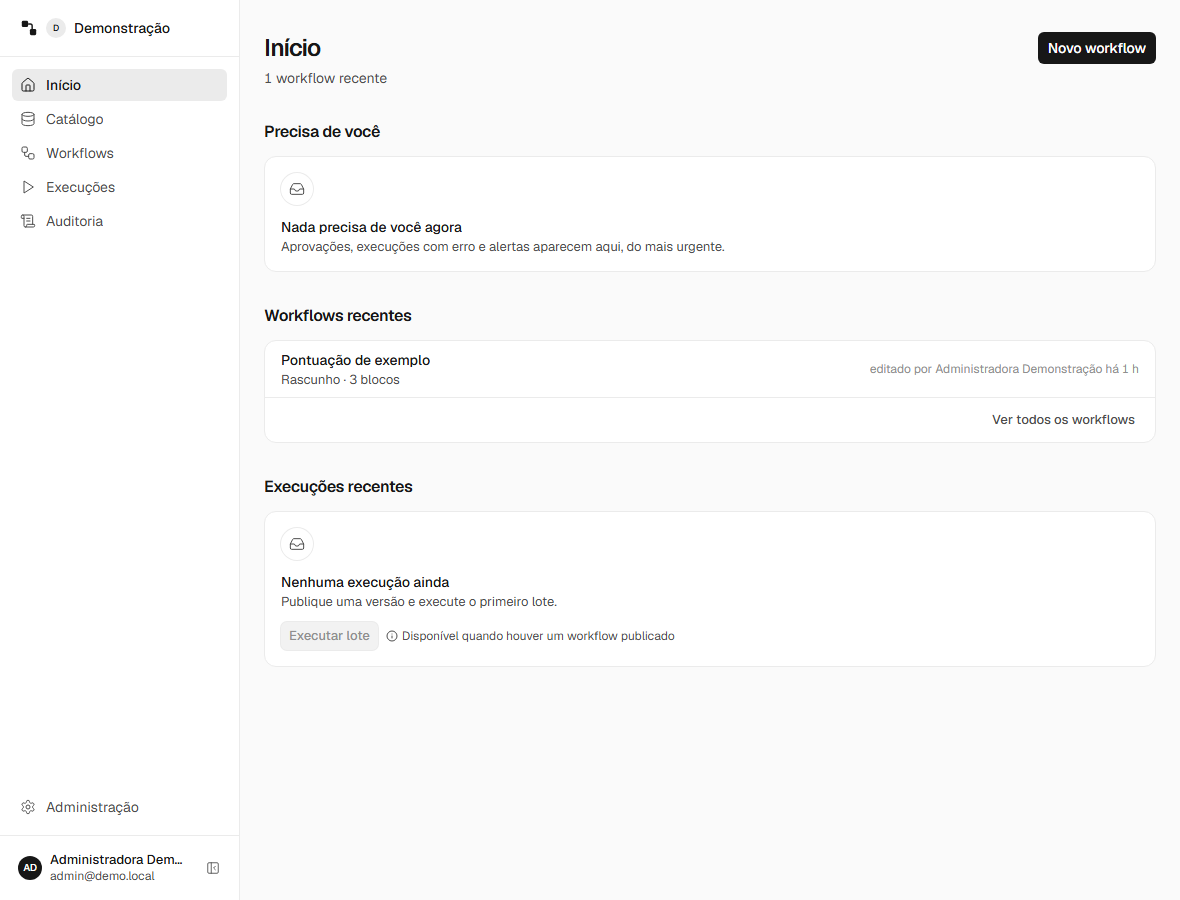 D Demonstração
Início
Catálogo
Workflows
Execuções
Auditoria
Administração
AD
Administradora Dem...
admin@demo.local
Início
Novo workflow
1 workflow recente
Precisa de você
Nada precisa de você agora
Aprovações, execuções com erro e alertas aparecem aqui, do mais urgente.
Workflows recentes
Pontuação de exemplo
Rascunho · 3 blocos
editado por Administradora Demonstração há 1 h
Ver todos os workflows
Execuções recentes
Nenhuma execução ainda
Publique uma versão e execute o primeiro lote.
Executar lote
Disponível quando houver um workflow publicado